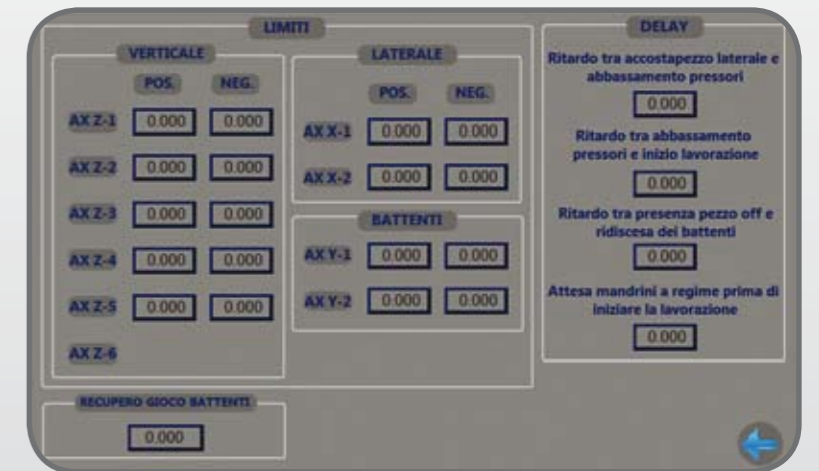 LIMITI
VERTICALE
POS. NEG.
AX Z-1 0.000 0.000
AX Z-2 0.000 0.000
AX Z-3 0.000 0.000
AX Z-4 0.000 0.000
AX Z-5 0.000 0.000
AX Z-6
LATERALE
POS. NEG.
AX X-1 0.000 0.000
AX X-2 0.000 0.000
BATTENTI
AX Y-1 0.000 0.000
AX Y-2 0.000 0.000
RECUPERO GIOCO BATTENTI
0.000
DELAY
Ritardo tra accostapezzo laterale e
abbassamento pressori
0.000
Ritardo tra abbassamento
pressori e inizio lavorazione
0.000
Ritardo tra presenza pezzo off e
ridiscesa dei battenti
0.000
Attesa mandrini a regime prima di
iniziare la lavorazione
0.000